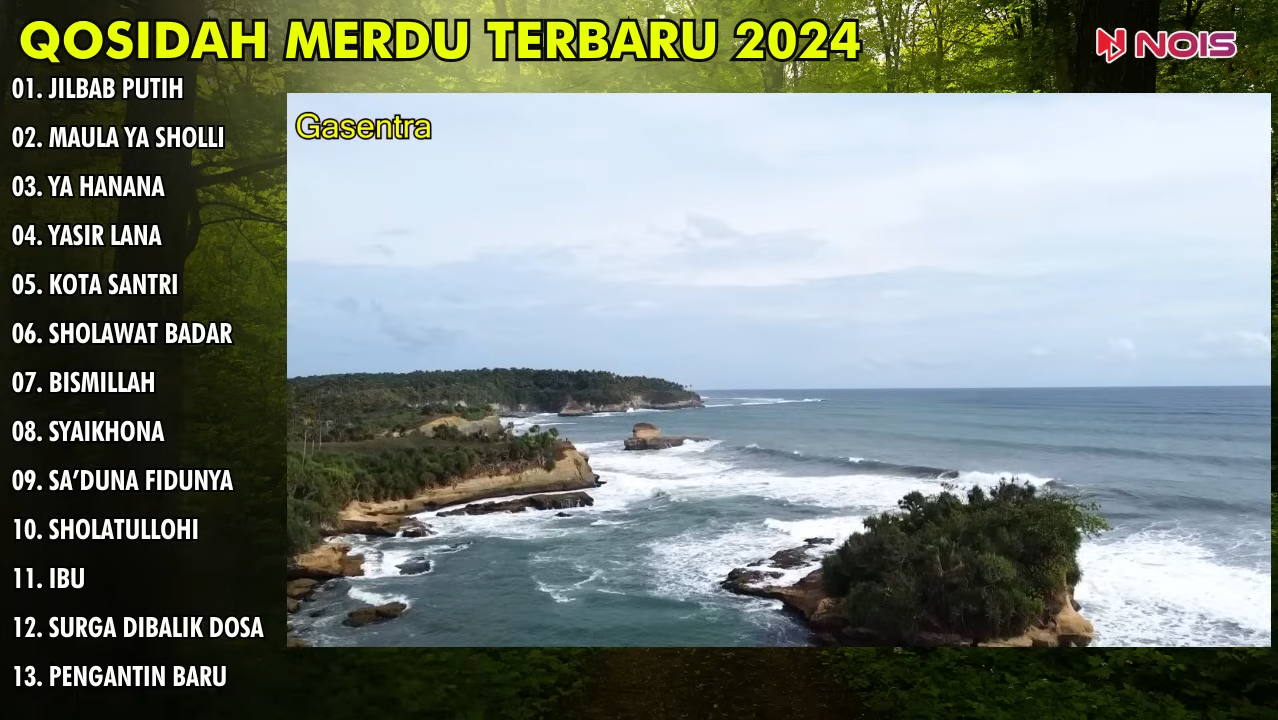 QOSIDAH MERDU TERBARU 2024
NOIS
01. JILBAB PUTIH
02. MAULA YA SHOLLI
03. YA HANANA
04. YASIR LANA
05. KOTA SANTRI
06. SHOLAWAT BADAR
07. BISMILLAH
08. SYAIKHONA
09. SA’DUNA FIDUNYA
10. SHOLATULLOHI
11. IBU
12. SURGA DIBALIK DOSA
13. PENGANTIN BARU
Gasentra